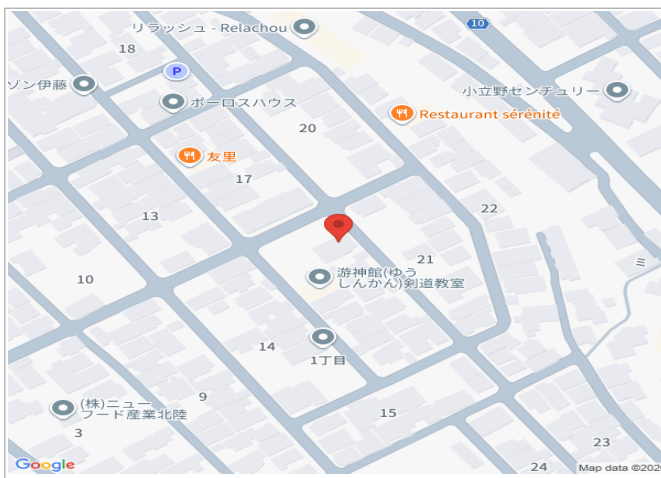 リラッシュ - Relachou
10
18
P
ゾン伊藤
ポーロスハウス
小立野センチュリー
Restaurant sérénité
20
友里
17
22
13
21
游神館(ゆう
しんかん)剣道教室
10
14
1丁目
9
(株)ニュー
フード産業北陸
3
15
23
24
Google
Map data ©202